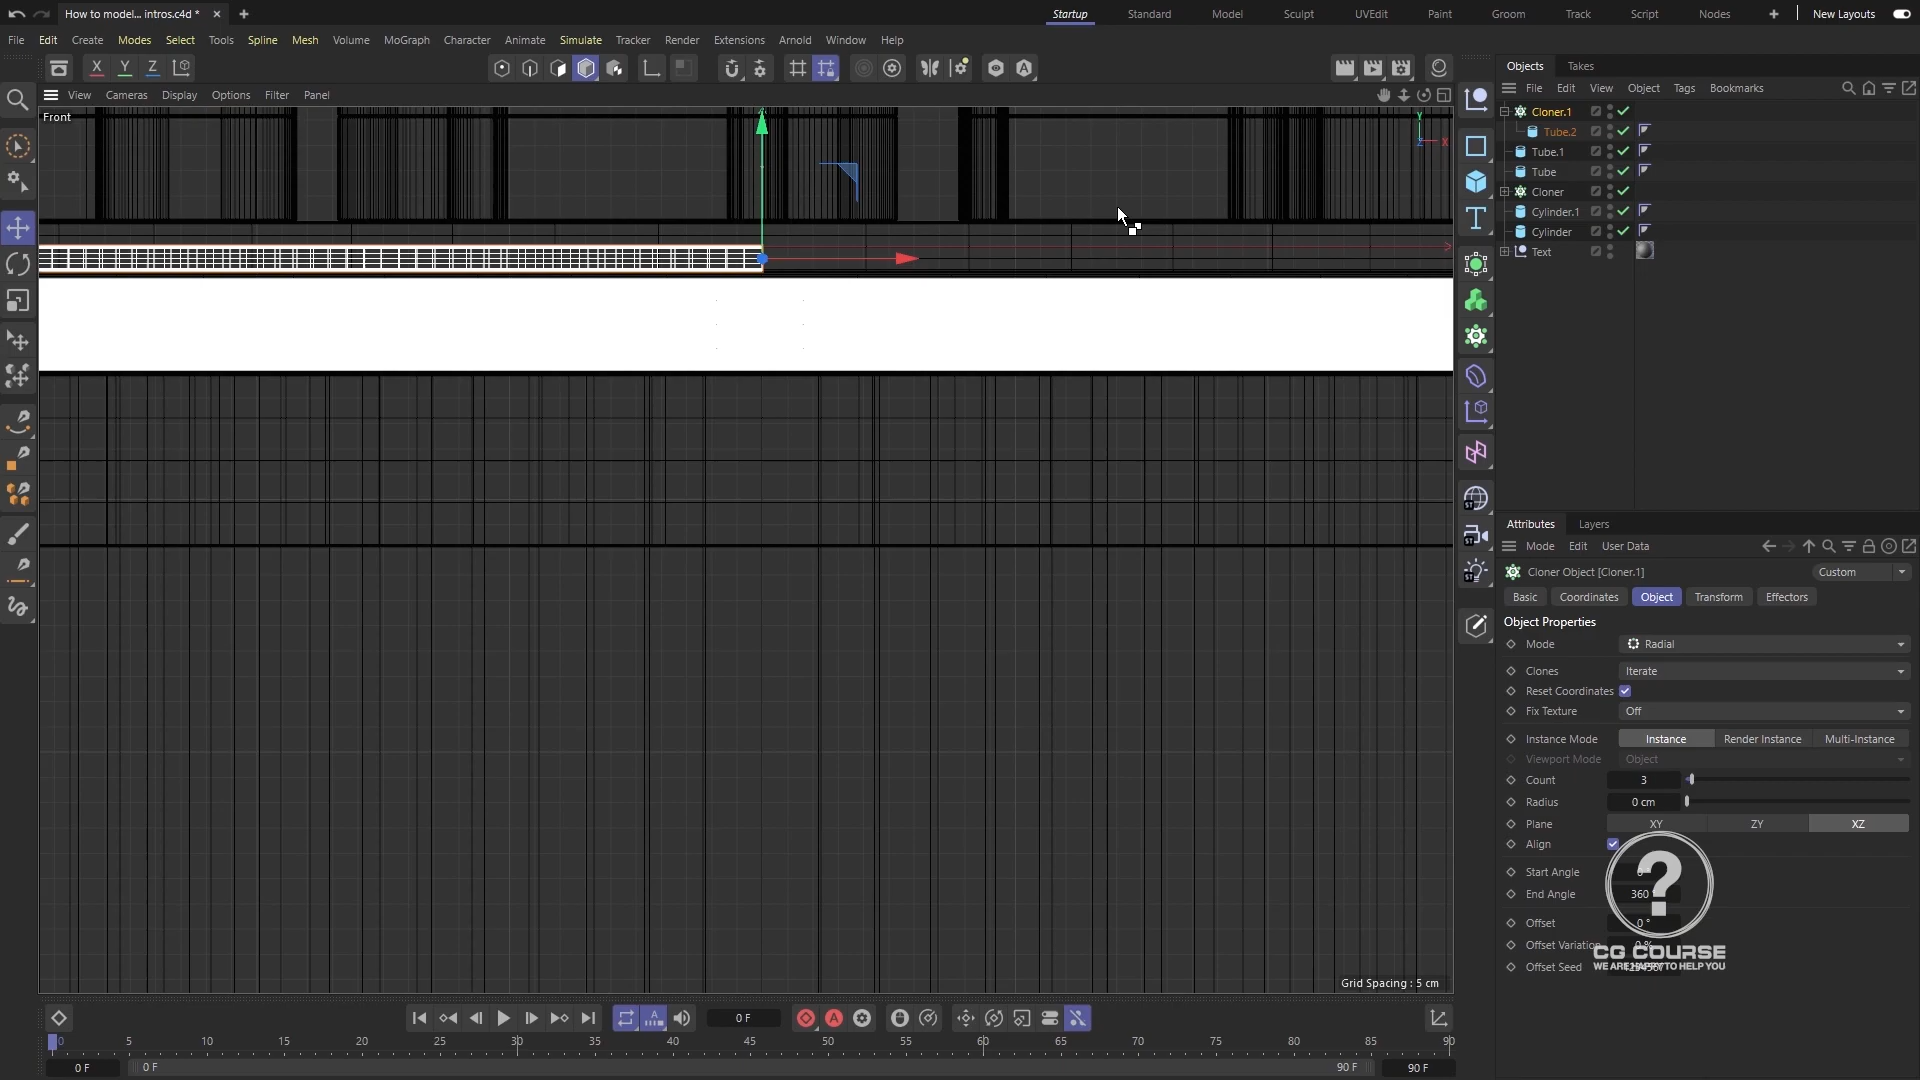 How to model... intros.c4d *
Startup Standard Model Sculpt UVEdit Paint Groom Track Script Nodes New Layouts
File Edit Create Modes Select Tools Spline Mesh Volume MoGraph Character Animate Simulate Tracker Render Extensions Arnold Window Help
X Y Z
Objects Takes
View Cameras Display Options Filter Panel
File Edit View Object Tags Bookmarks
Front
Cloner.1
Tube.2
Tube.1
Tube
Cloner
Cylinder.1
Cylinder
Text
Y
X
Z
Attributes Layers
Mode Edit User Data
Cloner Object [Cloner.1] Custom
Basic Coordinates Object Transform Effectors
Object Properties
Mode Radial
Clones Iterate
Reset Coordinates
Fix Texture Off
Instance Mode Instance Render Instance Multi-Instance
Viewport Mode Object
Count 3
Radius 0 cm
Plane XY ZY XZ
Align
Start Angle
End Angle 360
Offset 0 °
Offset Variation
Offset Seed
CG COURSE
WE ARE HAPPY TO HELP YOU
Grid Spacing : 5 cm
0 F
0 5 10 15 20 25 30 35 40 45 50 55 60 65 70 75 80 85 90
0 F 0 F 90 F 90 F